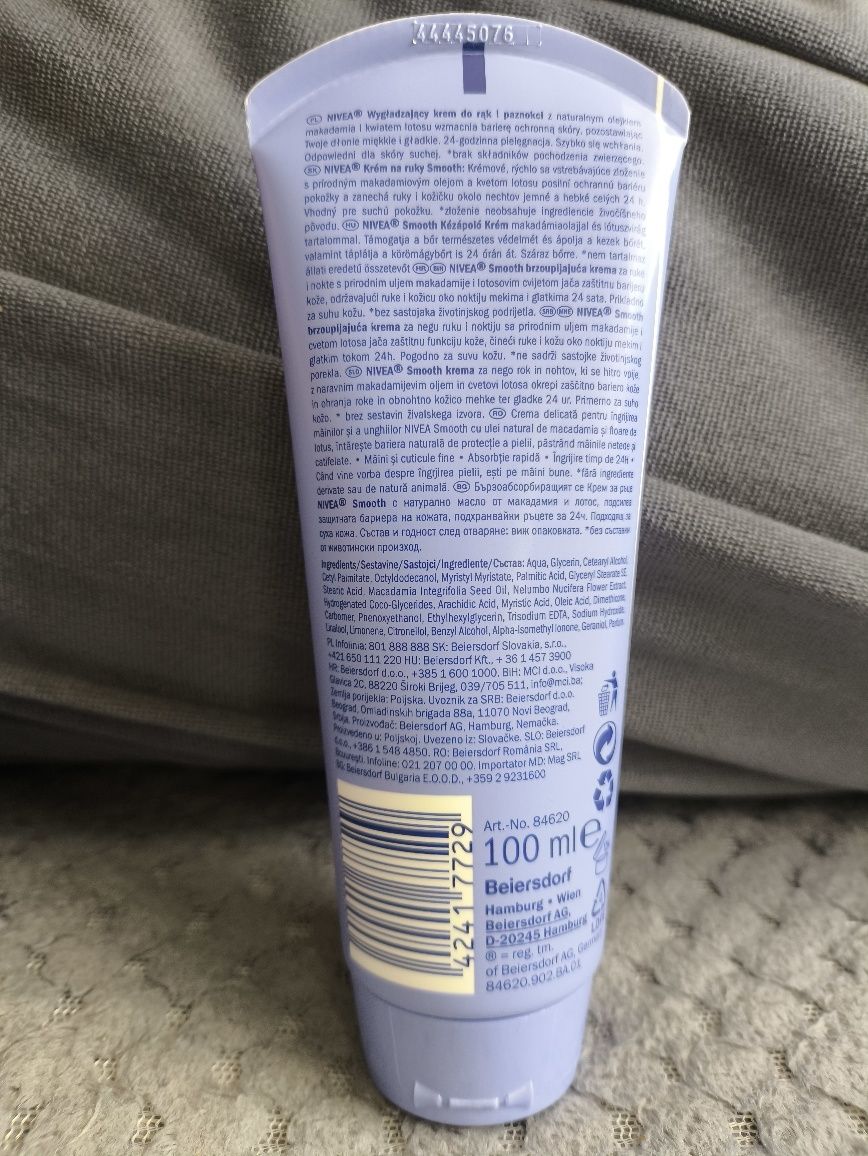 44445076
PL NIVEA® Wygładzający krem do rąk i paznokci z naturalnym olejkiem
makadamia i kwiatem lotosu wzmacnia barierę ochronną skóry, pozostawiając
Twoje dłonie miękkie i gładkie. 24-godzinna pielęgnacja. Szybko się wchłania.
Odpowiedni dla skóry suchej. *brak składników pochodzenia zwierzęcego.
SK NIVEA® Krém na ruky Smooth: Krémové, rýchlo sa vstrebávajúce zloženie
s prírodným makadamiovým olejom a kvetom lotosu posilní ochrannú bariéru
pokožky a zanechá ruky i kožičku okolo nechtov jemné a hebké celých 24 h.
Vhodný pre suchú pokožku. *zloženie neobsahuje ingrediencie živočíšneho
pôvodu. HU NIVEA® Smooth Kézápoló Krém makadámiaolajjal és lótuszvirág
tartalommal. Támogatja a bőr természetes védelmét és ápolja a kezek bőrét,
valamint táplálja a körömágybőrt is 24 órán át. Száraz bőrre. *nem tartalmaz
állati eredetű összetevőt HR BIH NIVEA® Smooth brzoupijajuća krema za ruke
i nokte s prirodnim uljem makadamije i lotosovim cvijetom jača zaštitnu barijeru
kože, održavajući ruke i kožicu oko noktiju mekima i glatkima 24 sata. Prikladno
za suhu kožu. *bez sastojaka životinjskog podrijetla. SRB MNE NIVEA® Smooth
brzoupijajuća krema za negu ruku i noktiju sa prirodnim uljem makadamije i
cvetom lotosa jača zaštitnu funkciju kože, čineći ruke i kožu oko noktiju mekim i
glatkim tokom 24h. Pogodno za suvu kožu. *ne sadrži sastojke životinjskog
porekla. SLO NIVEA® Smooth krema za nego rok in nohtov, ki se hitro vpije
z naravnim makadamijevim oljem in cvetovi lotosa okrepi zaščitno bariero kože
in ohranja roke in obnohtno kožico mehke ter gladke 24 ur. Primerno za suho
kožo. * brez sestavin živalskega izvora. RO Crema delicată pentru îngrijirea
mâinilor și a unghiilor NIVEA Smooth cu ulei natural de macadamia și floare de
lotus, întărește bariera naturală de protecție a pielii, păstrând mâinile netede și
catifelate. • Mâini și cuticule fine • Absorbție rapidă • Îngrijire timp de 24H •
Când vine vorba despre îngrijirea pielii, ești pe mâini bune. *fără ingrediente
derivate sau de natură animală. BG Бързоабсорбиращият се Крем за ръце
NIVEA® Smooth с натурално масло от макадамия и лотос, подсилва
защитната бариера на кожата, подхранвайки ръцете за 24ч. Подходящ за
суха кожа. Състав и годност след отваряне: виж опаковката. *без съставки
от животински произход.
Ingredients/Sestavine/Sastojci/Ingrediente/Състав: Aqua, Glycerin, Cetearyl Alcohol,
Cetyl Palmitate, Octyldodecanol, Myristyl Myristate, Palmitic Acid, Glyceryl Stearate SE,
Stearic Acid, Macadamia Integrifolia Seed Oil, Nelumbo Nucifera Flower Extract,
Hydrogenated Coco-Glycerides, Arachidic Acid, Myristic Acid, Oleic Acid, Dimethicone,
Carbomer, Phenoxyethanol, Ethylhexylglycerin, Trisodium EDTA, Sodium Hydroxide,
Linalool, Limonene, Citronellol, Benzyl Alcohol, Alpha-Isomethyl Ionone, Geraniol, Parfum
PL Infolinia: 801 888 888 SK: Beiersdorf Slovakia, s.r.o.,
+421 650 111 220 HU: Beiersdorf Kft., + 36 1 457 3900
HR: Beiersdorf d.o.o., +385 1 600 1000. BiH: MCI d.o.o., Visoka
Glavica 2C, 88220 Široki Brijeg, 039/705 511, info@mci.ba;
Zemlja porijekla: Poljska. Uvoznik za SRB: Beiersdorf d.o.o.
Beograd, Omladinskih brigada 88a, 11070 Novi Beograd,
Srbija. Proizvođač: Beiersdorf AG, Hamburg, Nemačka.
Proizvedeno u: Poljskoj. Uvezeno iz: Slovačke. SLO: Beiersdorf
d.o.o., +386 1 548 4850. RO: Beiersdorf România SRL,
București. Infoline: 021 207 00 00. Importator MD: Mag SRL
BG: Beiersdorf Bulgaria E.O.O.D., +359 2 9231600
4241 7729
Art.-No. 84620
100 ml e
Beiersdorf
Hamburg • Wien
Beiersdorf AG,
D-20245 Hamburg
® = reg. tm.
of Beiersdorf AG,
84620.902.BA.01